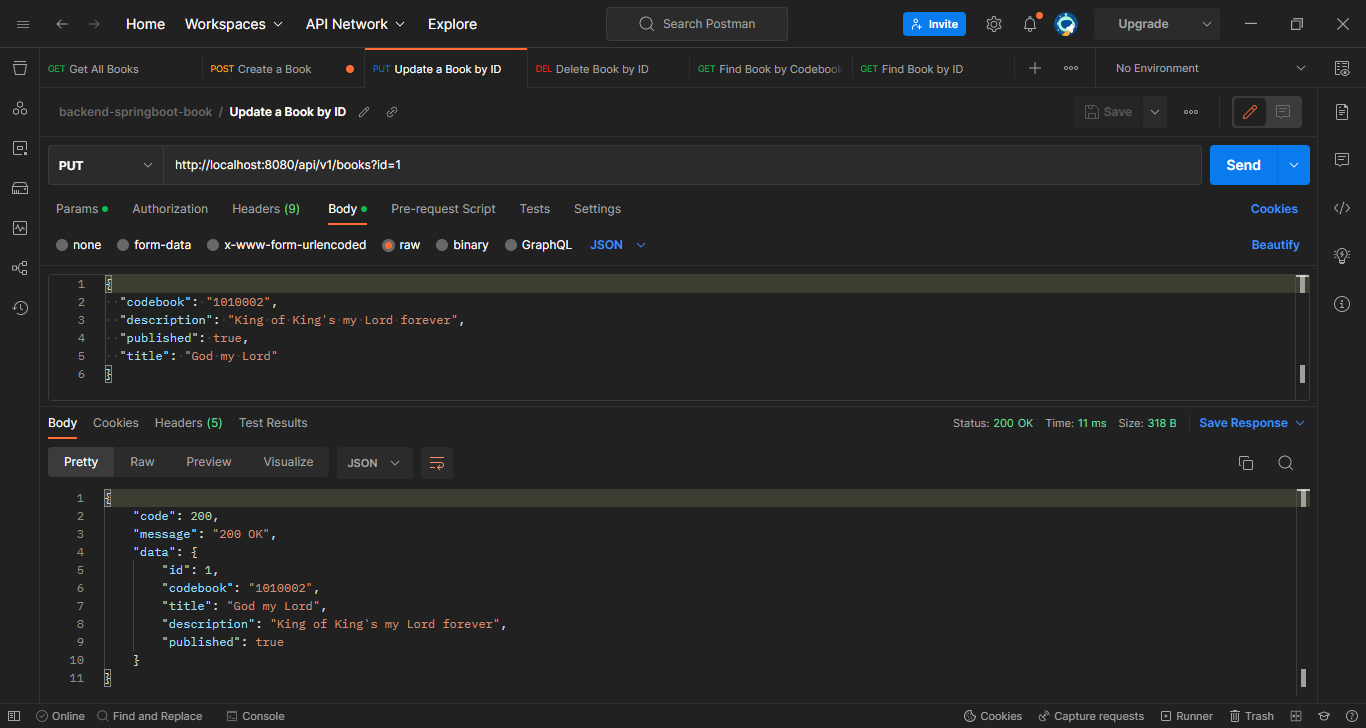 Home Workspaces API Network Explore Search Postman Invite Upgrade
GET Get All Books POST Create a Book PUT Update a Book by ID DEL Delete Book by ID GET Find Book by Codebook GET Find Book by ID No Environment
backend-springboot-book / Update a Book by ID Save
PUT http://localhost:8080/api/v1/books?id=1 Send
Params Authorization Headers (9) Body Pre-request Script Tests Settings Cookies
none form-data x-www-form-urlencoded raw binary GraphQL JSON Beautify
1 {
2 "codebook": "1010002",
3 "description": "King of King's my Lord forever",
4 "published": true,
5 "title": "God my Lord"
6 }
Body Cookies Headers (5) Test Results Status: 200 OK Time: 11 ms Size: 318 B Save Response
Pretty Raw Preview Visualize JSON
1 {
2 "code": 200,
3 "message": "200 OK",
4 "data": {
5 "id": 1,
6 "codebook": "1010002",
7 "title": "God my Lord",
8 "description": "King of King's my Lord forever",
9 "published": true
10 }
11 }
Online Find and Replace Console Cookies Capture requests Runner Trash